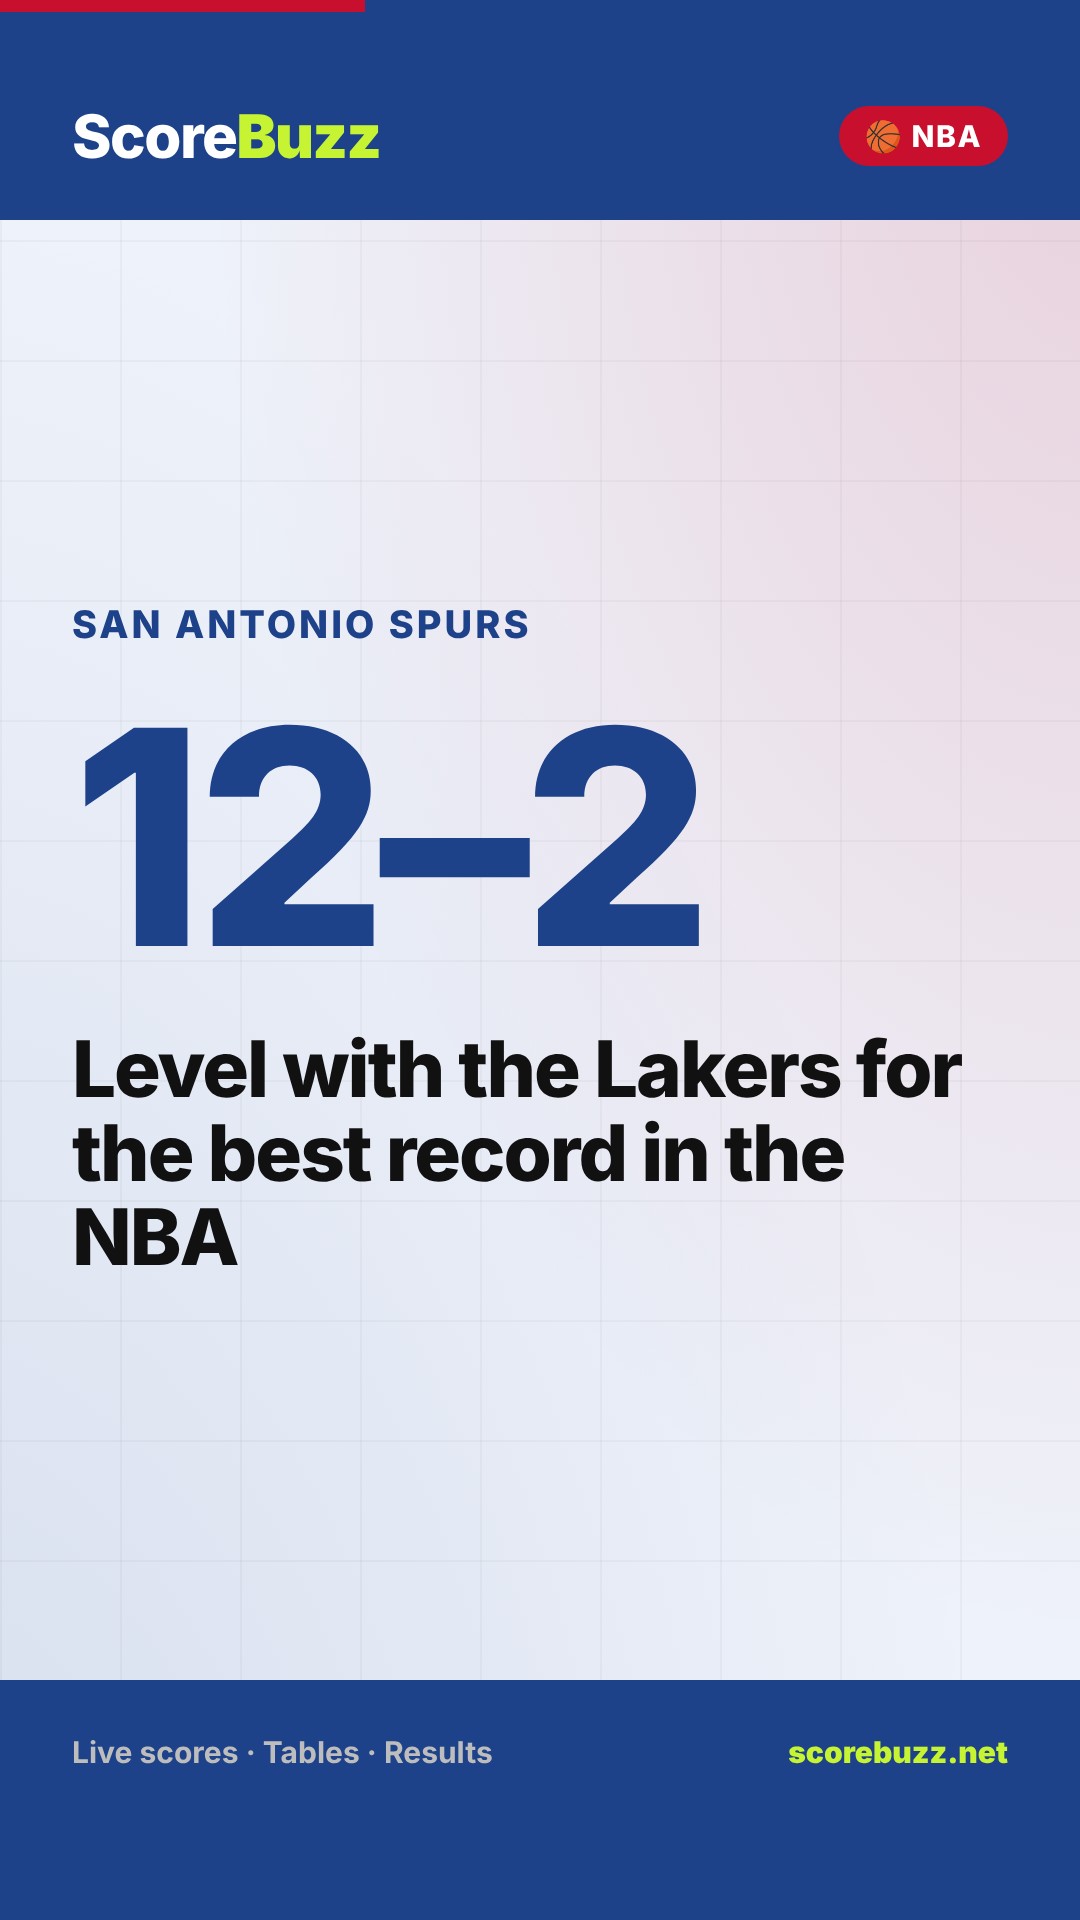 ScoreBuzz
🏀 NBA
SAN ANTONIO SPURS
12–2
Level with the Lakers for
the best record in the
NBA
Live scores · Tables · Results
scorebuzz.net